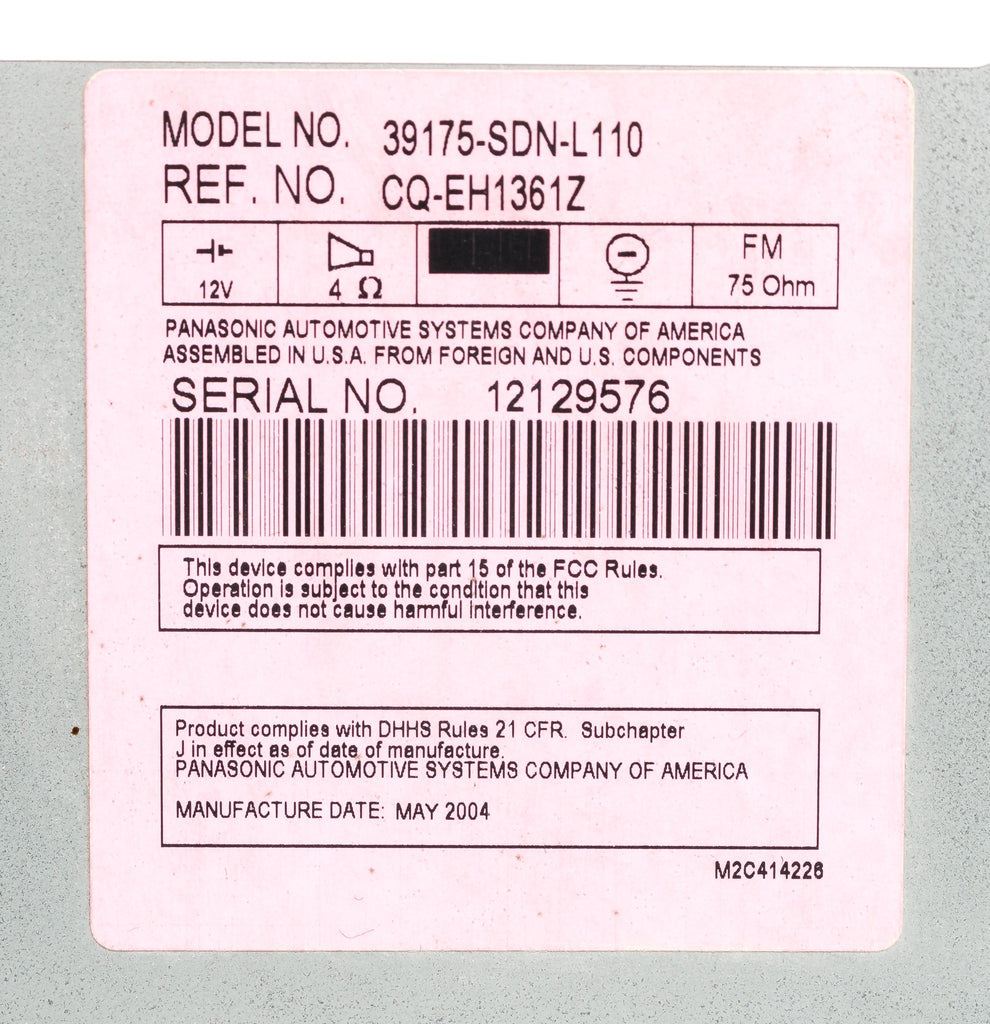 MODEL NO. 39175-SDN-L110
REF. NO. CQ-EH1361Z
12V
4 Ω
FM
75 Ohm
PANASONIC AUTOMOTIVE SYSTEMS COMPANY OF AMERICA
ASSEMBLED IN U.S.A. FROM FOREIGN AND U.S. COMPONENTS
SERIAL NO. 12129576
This device complies with part 15 of the FCC Rules.
Operation is subject to the condition that this
device does not cause harmful interference.
Product complies with DHHS Rules 21 CFR. Subchapter
J in effect as of date of manufacture.
PANASONIC AUTOMOTIVE SYSTEMS COMPANY OF AMERICA
MANUFACTURE DATE: MAY 2004
M2C414226